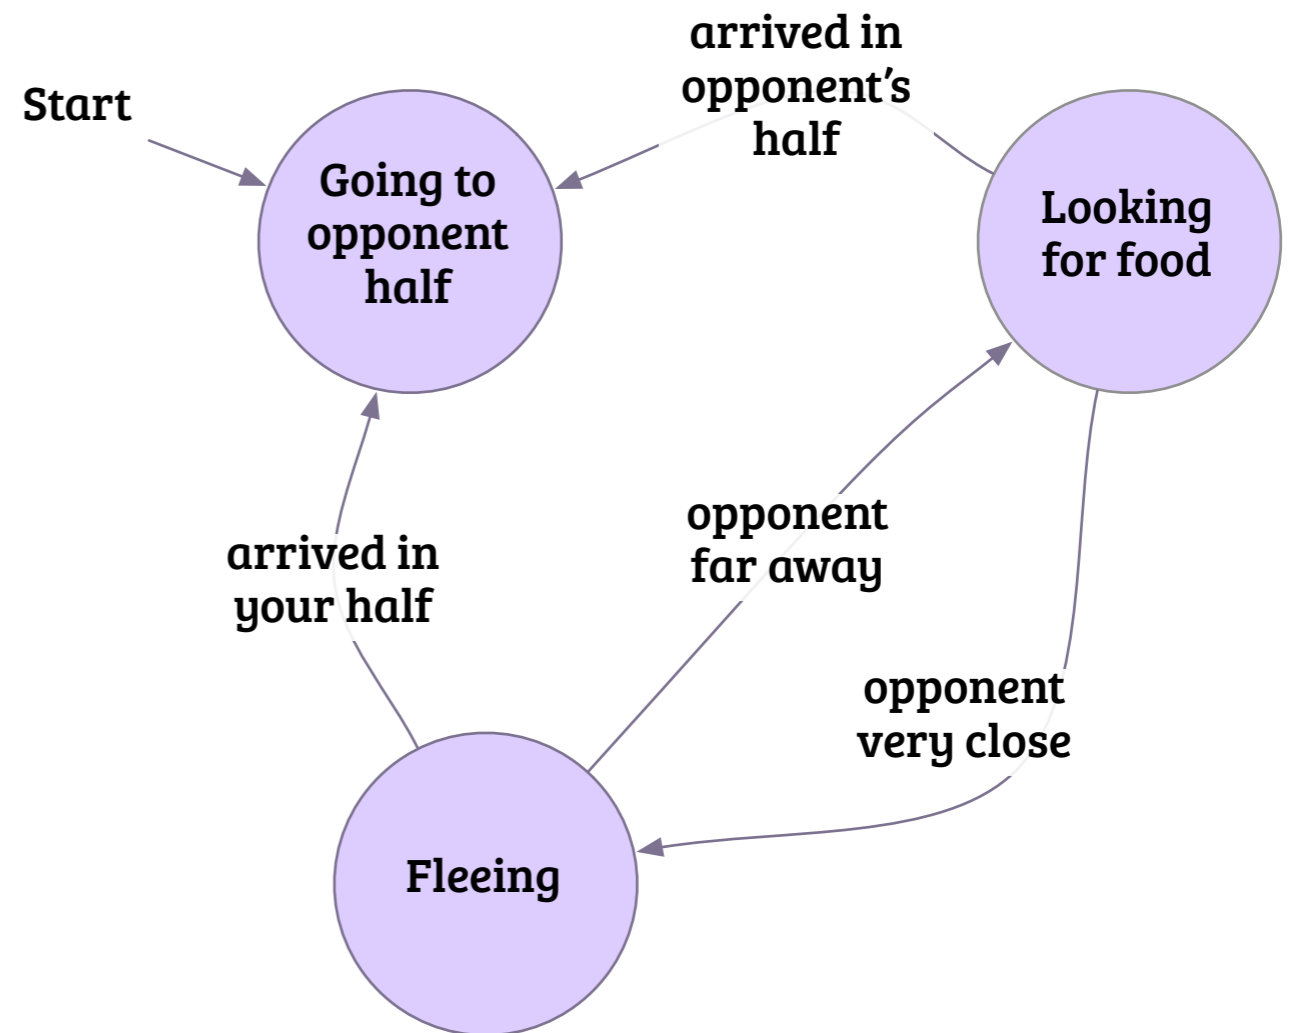 Start
Going to
opponent
half
arrived in
opponent’s
half
Looking
for food
arrived in
your half
opponent
far away
opponent
very close
Fleeing